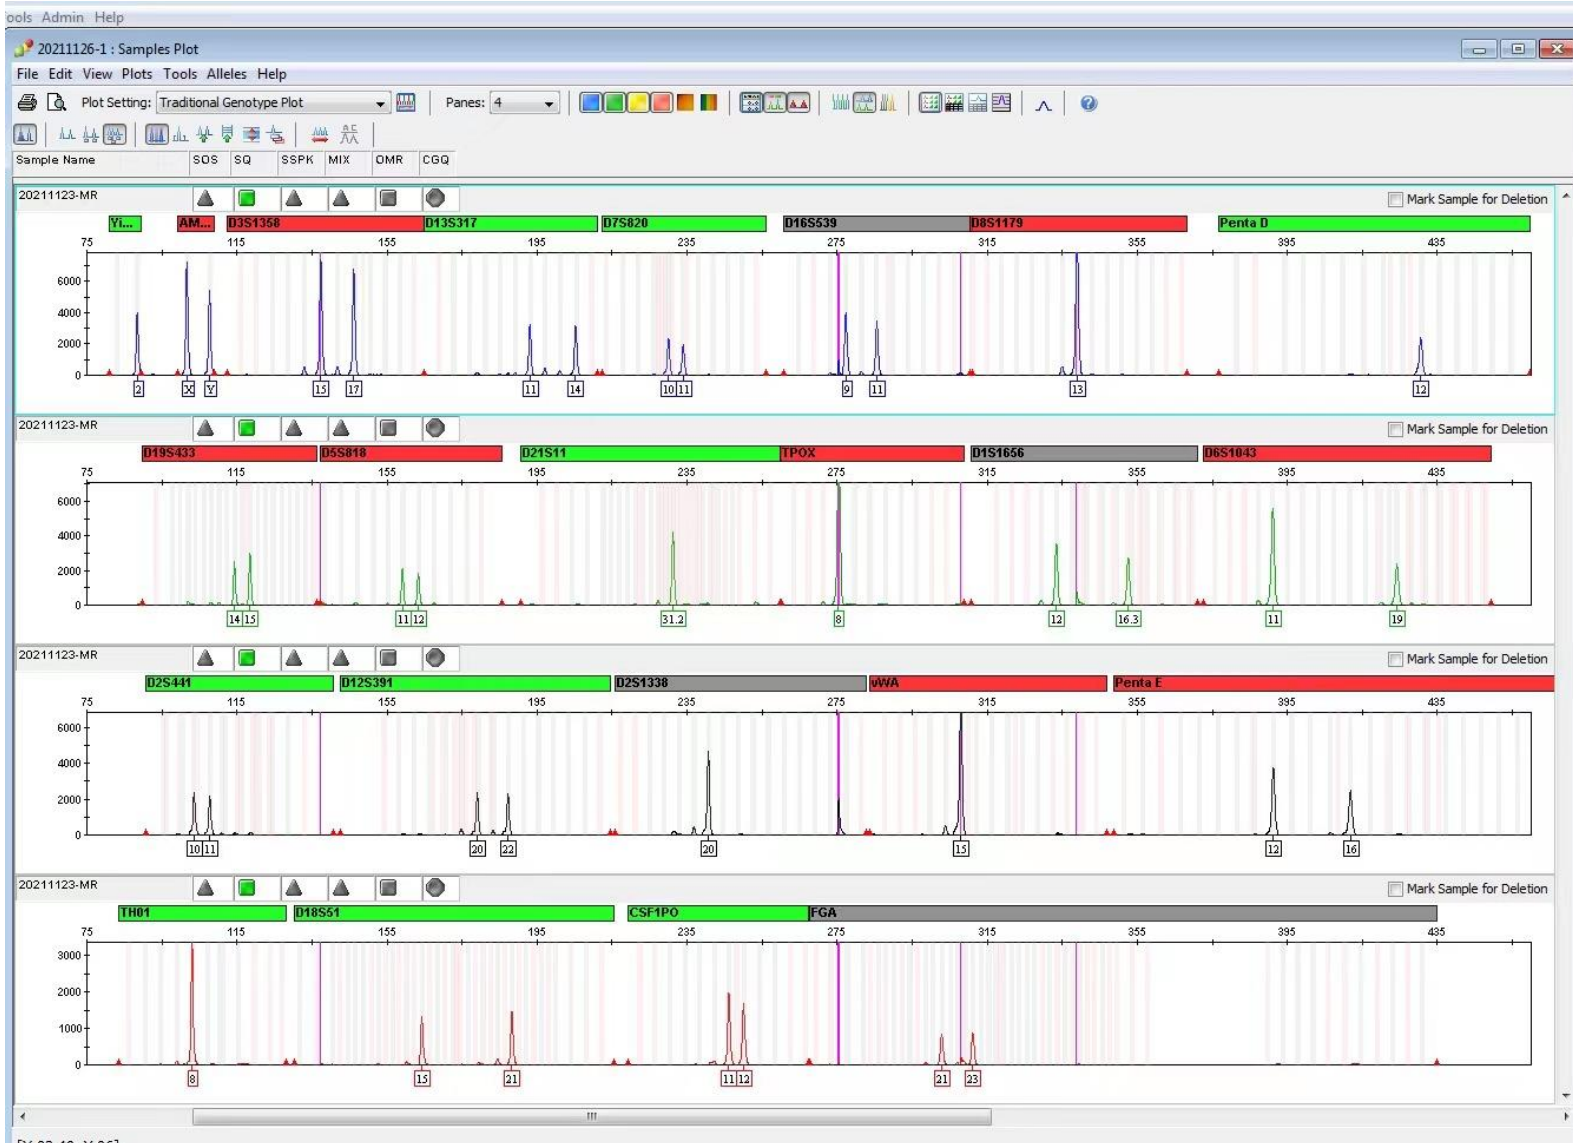 ools Admin Help
20211126-1 : Samples Plot
File Edit View Plots Tools Alleles Help
Plot Setting: Traditional Genotype Plot Panes: 4
Sample Name SOS SQ SSPK MIX OMR CGQ
20211123-MR Mark Sample for Deletion
Yi... AM... D3S1358 D13S317 D7S820 D16S539 D8S1179 Penta D
75 115 155 195 235 275 315 355 395 435
6000
4000
2000
0
2 X Y 15 17 11 14 10 11 9 11 13 12
20211123-MR Mark Sample for Deletion
D19S433 D5S818 D21S11 TPOX D1S1656 D6S1043
75 115 155 195 235 275 315 355 395 435
6000
4000
2000
0
14 15 11 12 31.2 8 12 16.3 11 19
20211123-MR Mark Sample for Deletion
D2S441 D12S391 D2S1338 vWA Penta E
75 115 155 195 235 275 315 355 395 435
6000
4000
2000
0
10 11 20 22 20 15 12 16
20211123-MR Mark Sample for Deletion
TH01 D18S51 CSF1PO FGA
75 115 155 195 235 275 315 355 395 435
3000
2000
1000
0
8 15 21 11 12 21 23